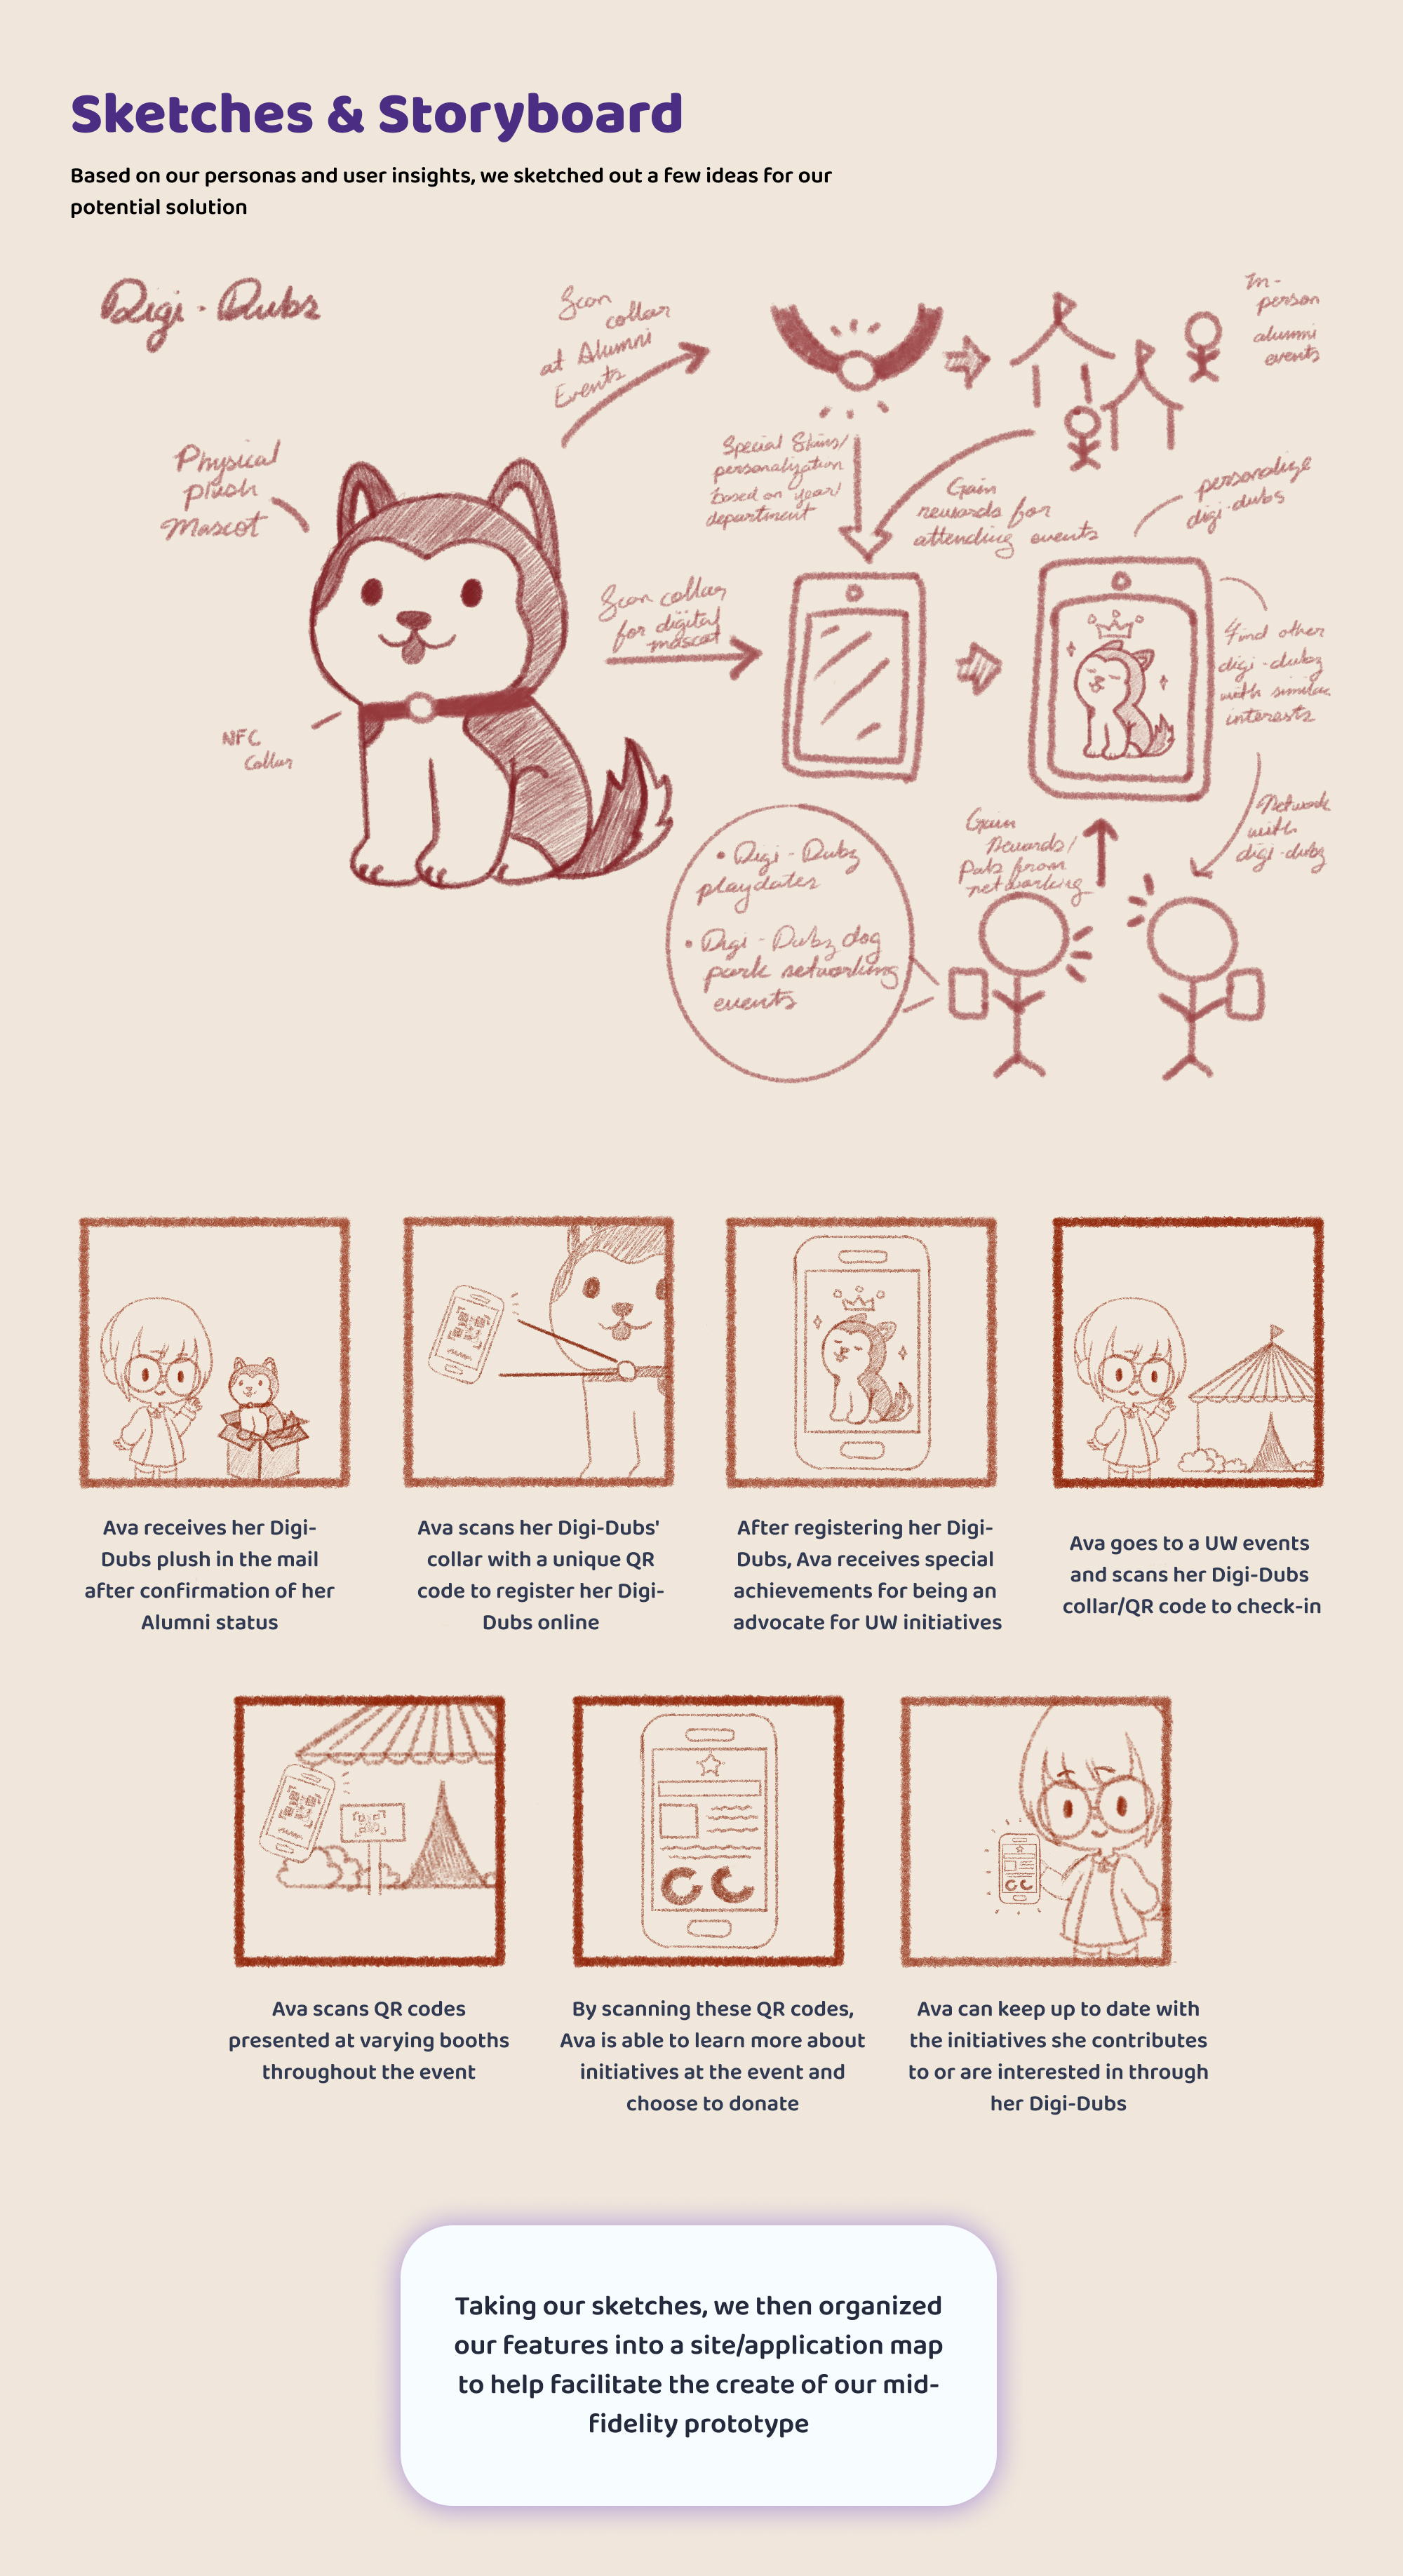 Sketches & Storyboard
Based on our personas and user insights, we sketched out a few ideas for our
potential solution
Digi-Dubs
Scan
collar
at Alumni
Events
In-
person
alumni
events
Physical
plush
Mascot
Special Skins/
personalization
based on year/
department
Gain
rewards for
attending events
personalize
digi-dubs
Scan collar
for digital
mascot
Find other
digi-dubz
with similar
interests
NFC
Collar
Network
with
digi-dubz
Gain
Rewards/
Pats from
networking
• Digi-Dubz
playdates
• Digi-Dubz dog
park networking
events
Ava receives her Digi-
Dubs plush in the mail
after confirmation of her
Alumni status
Ava scans her Digi-Dubs'
collar with a unique QR
code to register her Digi-
Dubs online
After registering her Digi-
Dubs, Ava receives special
achievements for being an
advocate for UW initiatives
Ava goes to a UW events
and scans her Digi-Dubs
collar/QR code to check-in
Ava scans QR codes
presented at varying booths
throughout the event
By scanning these QR codes,
Ava is able to learn more about
initiatives at the event and
choose to donate
Ava can keep up to date with
the initiatives she contributes
to or are interested in through
her Digi-Dubs
Taking our sketches, we then organized
our features into a site/application map
to help facilitate the create of our mid-
fidelity prototype